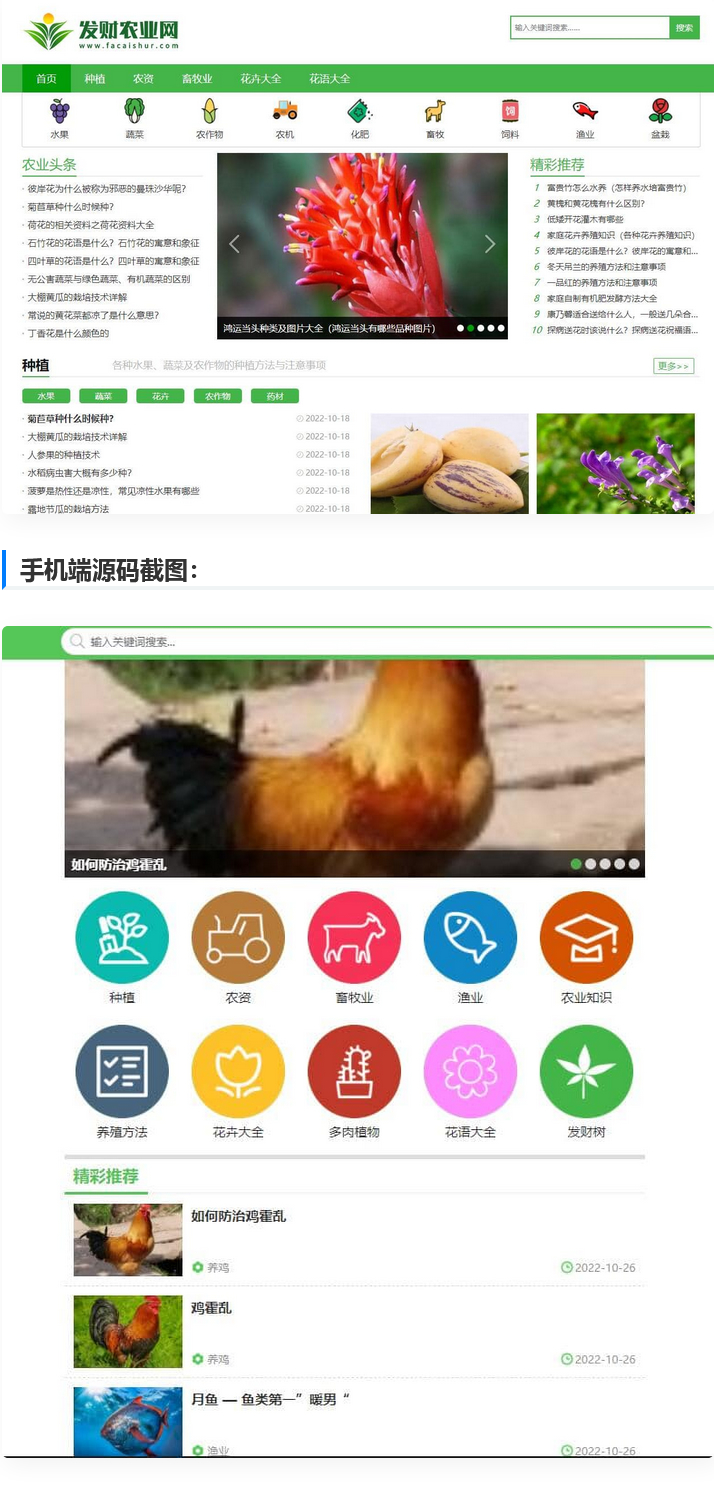 发财农业网
www.facaishur.com
输入关键词搜索......
搜索
首页 种植 农资 畜牧业 花卉大全 花语大全
水果 蔬菜 农作物 农机 化肥 畜牧 饲料 渔业 盆栽
农业头条
· 彼岸花为什么被称为邪恶的曼珠沙华呢?
· 菊苣草种什么时候种?
· 荷花的相关资料之荷花资料大全
· 石竹花的花语是什么？石竹花的寓意和象征
· 四叶草的花语是什么？四叶草的寓意和象征
· 无公害蔬菜与绿色蔬菜、有机蔬菜的区别
· 大棚黄瓜的栽培技术详解
· 常说的黄花菜都凉了是什么意思?
· 丁香花是什么颜色的
饲
鸿运当头种类及图片大全（鸿运当头有哪些品种图片）
精彩推荐
1 富贵竹怎么水养（怎样养水培富贵竹）
2 黄槐和黄花槐有什么区别?
3 低矮开花灌木有哪些
4 家庭花卉养殖知识（各种花卉养殖知识）
5 彼岸花的花语是什么？彼岸花的寓意和...
6 冬天吊兰的养殖方法和注意事项
7 一品红的养殖方法和注意事项
8 家庭自制有机肥发酵方法大全
9 康乃馨适合送给什么人，一般送几朵合...
10 探病送花时该说什么？探病送花祝福语...
种植
各种水果、蔬菜及农作物的种植方法与注意事项
更多>>
水果 蔬菜 花卉 农作物 药材
· 菊苣草种什么时候种? 2022-10-18
· 大棚黄瓜的栽培技术详解 2022-10-18
· 人参果的种植技术 2022-10-18
· 水稻病虫害大概有多少种? 2022-10-18
· 菠萝是热性还是凉性，常见凉性水果有哪些 2022-10-18
· 露地节瓜的栽培方法 2022-10-18
手机端源码截图：
输入关键词搜索...
如何防治鸡霍乱
种植 农资 畜牧业 渔业 农业知识
养殖方法 花卉大全 多肉植物 花语大全 发财树
精彩推荐
如何防治鸡霍乱
养鸡 2022-10-26
鸡霍乱
养鸡 2022-10-26
月鱼 — 鱼类第一”暖男“
渔业 2022-10-26